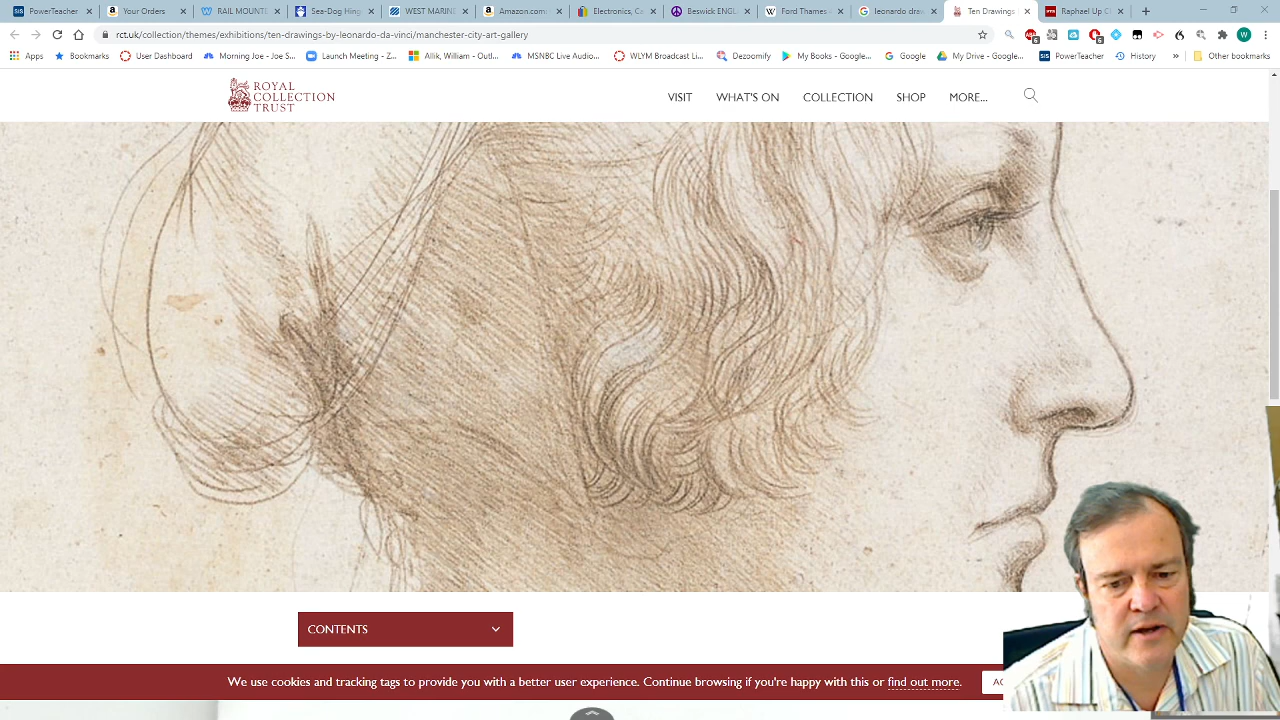 PowerTeacher
Your Orders
RAIL MOUNTI
Sea-Dog Hing
WEST MARINE
Amazon.com:
Electronics, C
Beswick ENGL
Ford Thames
leonardo dra
Ten Drawings
Raphael Up Cl
rct.uk/collection/themes/exhibitions/ten-drawings-by-leonardo-da-vinci/manchester-city-art-gallery
Apps
Bookmarks
User Dashboard
Morning Joe - Joe S...
Launch Meeting - Z...
Allik, William A - O...
MSNBC Live Audio...
WLYM Broadcast Li...
Dezoomify
My Books - Google...
Google
My Drive - Google...
PowerTeacher
History
Other bookmarks
ROYAL
COLLECTION
TRUST
VISIT
WHAT'S ON
COLLECTION
SHOP
MORE...
CONTENTS
We use cookies and tracking tags to provide you with a better user experience. Continue browsing if you're happy with this or find out more.